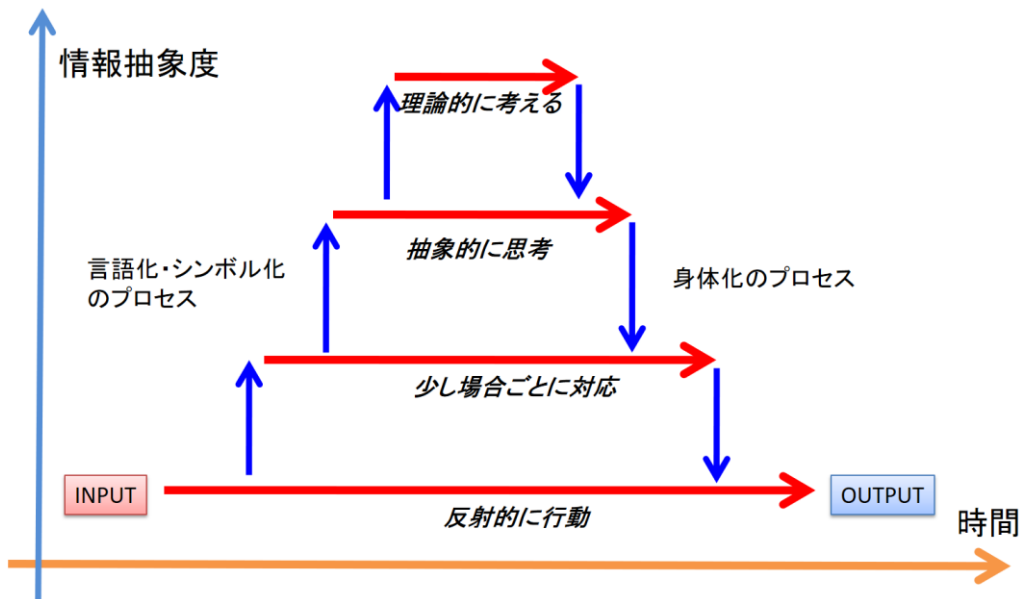 情報抽象度
理論的に考える
抽象的に思考
言語化・シンボル化
のプロセス
身体化のプロセス
少し場合ごとに対応
INPUT
OUTPUT
反射的に行動
時間